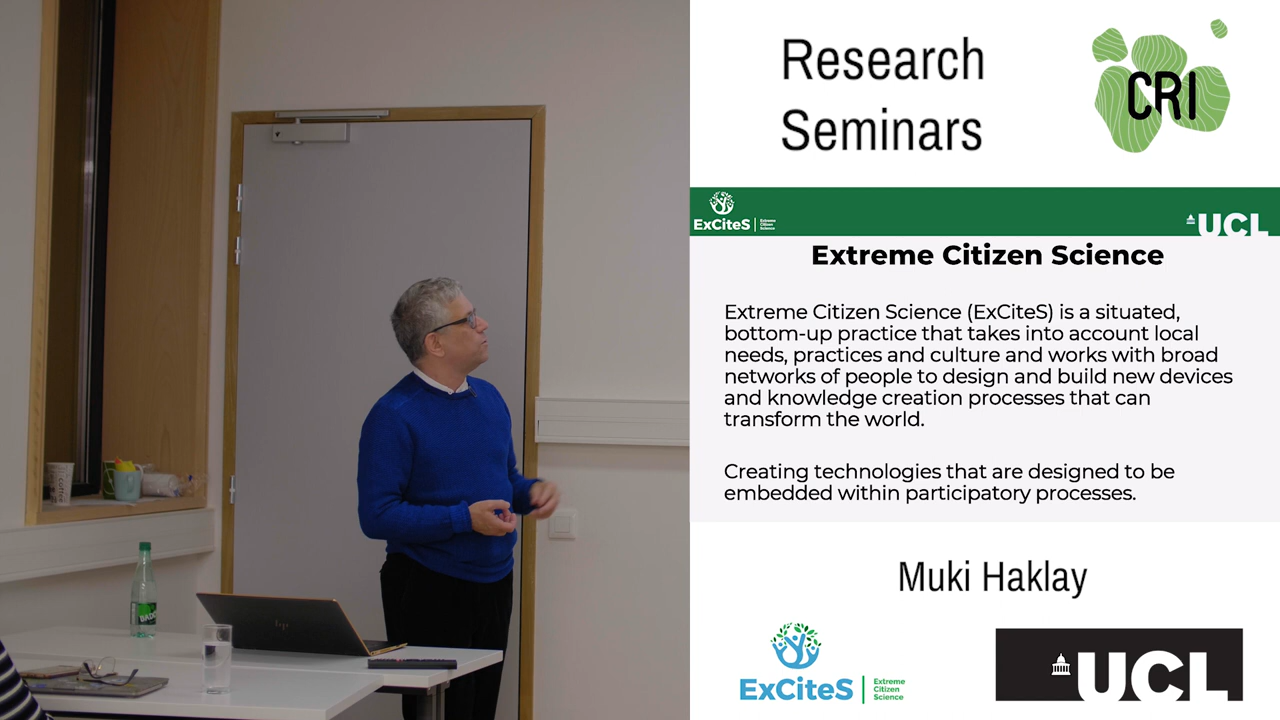 Research
Seminars
CRI
ExCiteS
Extreme
Citizen
Science
UCL
Extreme Citizen Science
Extreme Citizen Science (ExCiteS) is a situated,
bottom-up practice that takes into account local
needs, practices and culture and works with broad
networks of people to design and build new devices
and knowledge creation processes that can
transform the world.
Creating technologies that are designed to be
embedded within participatory processes.
Muki Haklay
ExCiteS
Extreme
Citizen
Science
UCL
hp